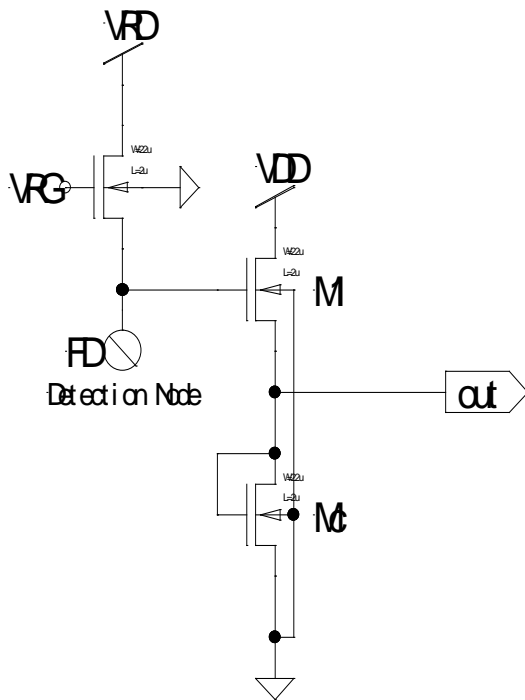 VRD
W=22u
L=2u
VRG
VDD
W=22u
L=2u
M1
FD
Detection Node
out
W=22u
L=2u
Mc